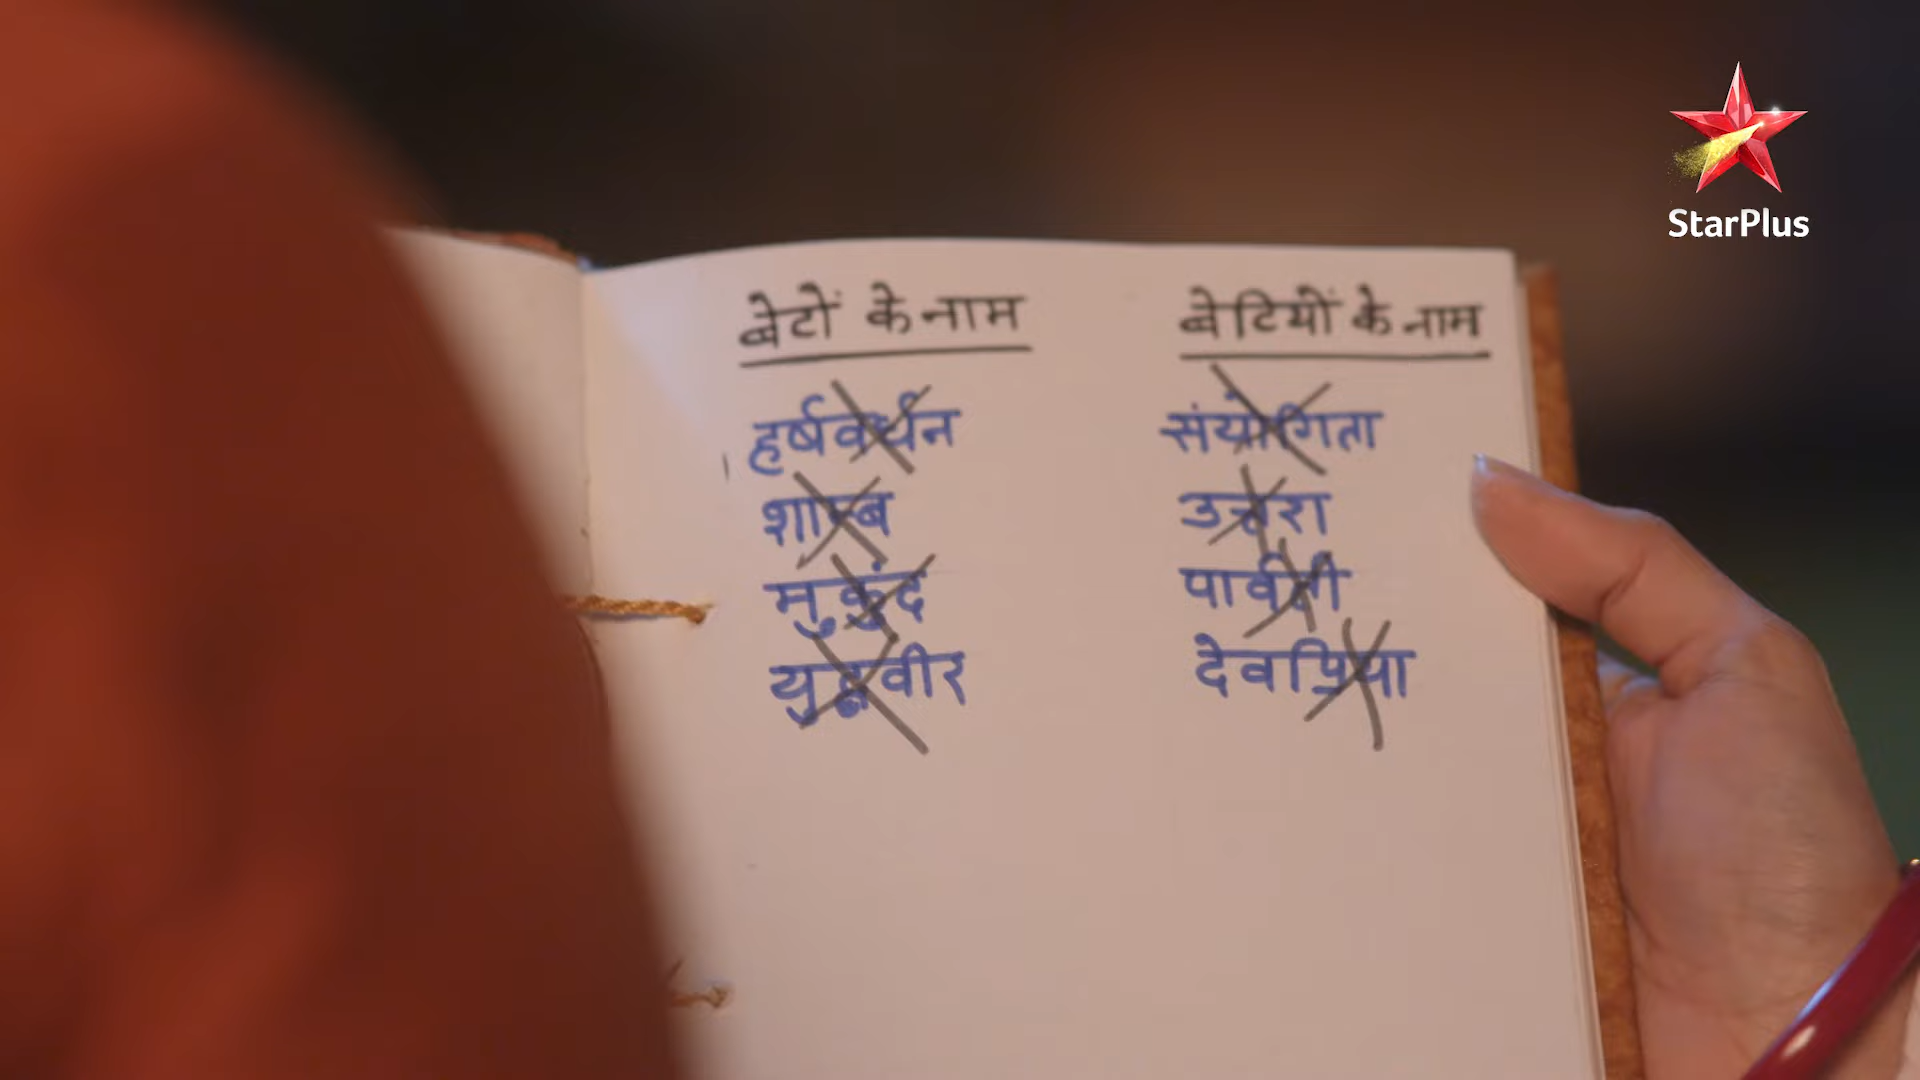 StarPlus
बेटों के नाम
हर्षवर्धन
शाम्ब
मुकुंद
युद्धवीर
बेटियों के नाम
संयोगिता
उत्तरा
पार्वती
देवप्रिया